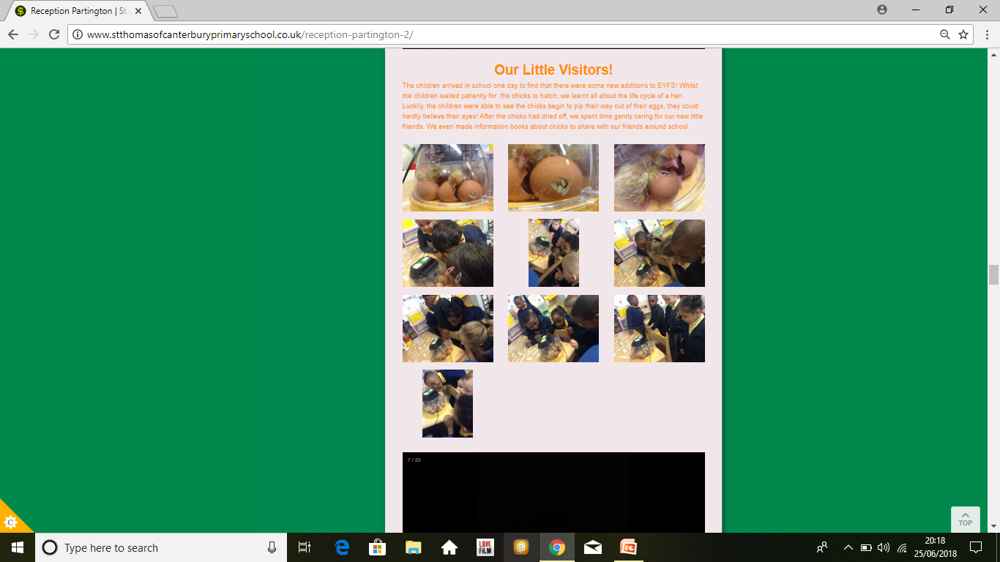 Reception Partington | St
www.stthomasofcanterburyprimaryschool.co.uk/reception-partington-2/
Our Little Visitors!
The children arrived in school one day to find that there were some new additions to EYFS! Whilst
the children waited patiently for the chicks to hatch, we learnt all about the life cycle of a hen.
Luckily, the children were able to see the chicks begin to pip their way out of their eggs, they could
hardly believe their eyes! After the chicks had dried off, we spent time gently caring for our new little
friends. We even made information books about chicks to share with our friends around school.
7 / 25
TOP
C
Type here to search
LOVE
FILM
20:18
25/06/2018